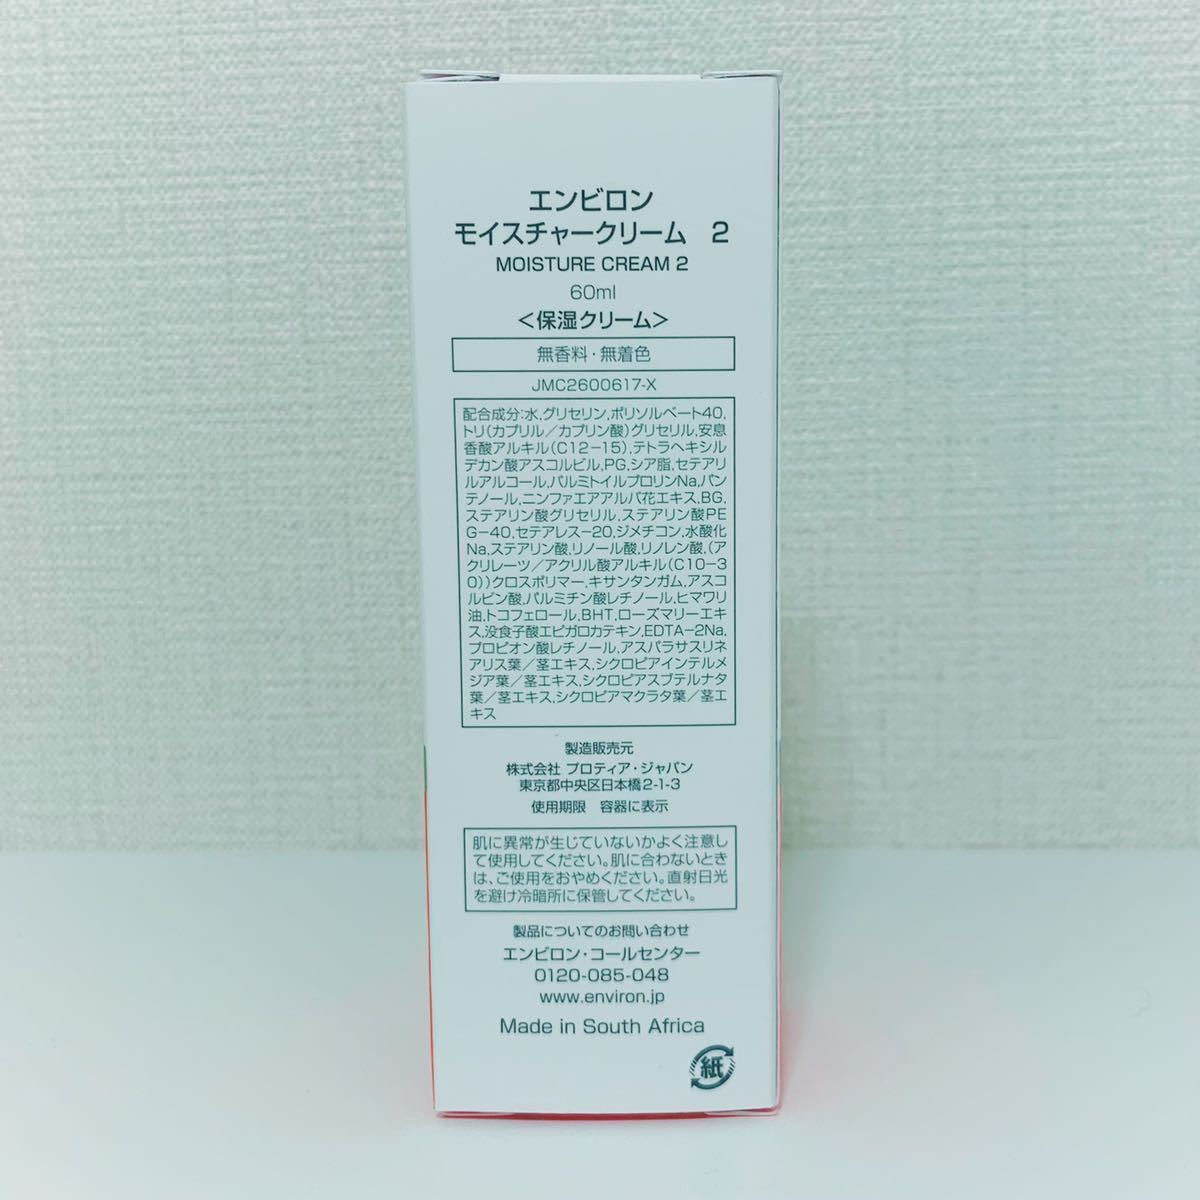 エンビロン
モイスチャークリーム 2
MOISTURE CREAM 2
60ml
＜保湿クリーム＞
無香料・無着色
JMC2600617-X
配合成分:水,グリセリン,ポリソルベート40,
トリ(カプリル／カプリン酸)グリセリル,安息
香酸アルキル(C12-15),テトラヘキシル
デカン酸アスコルビル,PG,シア脂,セテアリ
ルアルコール,パルミトイルプロリンNa,パン
テノール,ニンファエアアルバ花エキス,BG,
ステアリン酸グリセリル,ステアリン酸PE
G-40,セテアレス-20,ジメチコン,水酸化
Na,ステアリン酸,リノール酸,リノレン酸,(ア
クリレーツ／アクリル酸アルキル(C10-3
0))クロスポリマー,キサンタンガム,アスコ
ルビン酸,パルミチン酸レチノール,ヒマワリ
油,トコフェロール,BHT,ローズマリーエキ
ス,没食子酸エピガロカテキン,EDTA-2Na,
プロピオン酸レチノール,アスパラサスリネ
アリス葉／茎エキス,シクロピアインテルメ
ジア葉／茎エキス,シクロピアスブテルナタ
葉／茎エキス,シクロピアマクラタ葉／茎エ
キス
製造販売元
株式会社 プロティア・ジャパン
東京都中央区日本橋2-1-3
使用期限 容器に表示
肌に異常が生じていないかよく注意し
て使用してください。肌に合わないとき
は、ご使用をおやめください。直射日光
を避け冷暗所に保管してください。
製品についてのお問い合わせ
エンビロン・コールセンター
0120-085-048
www.environ.jp
Made in South Africa
紙